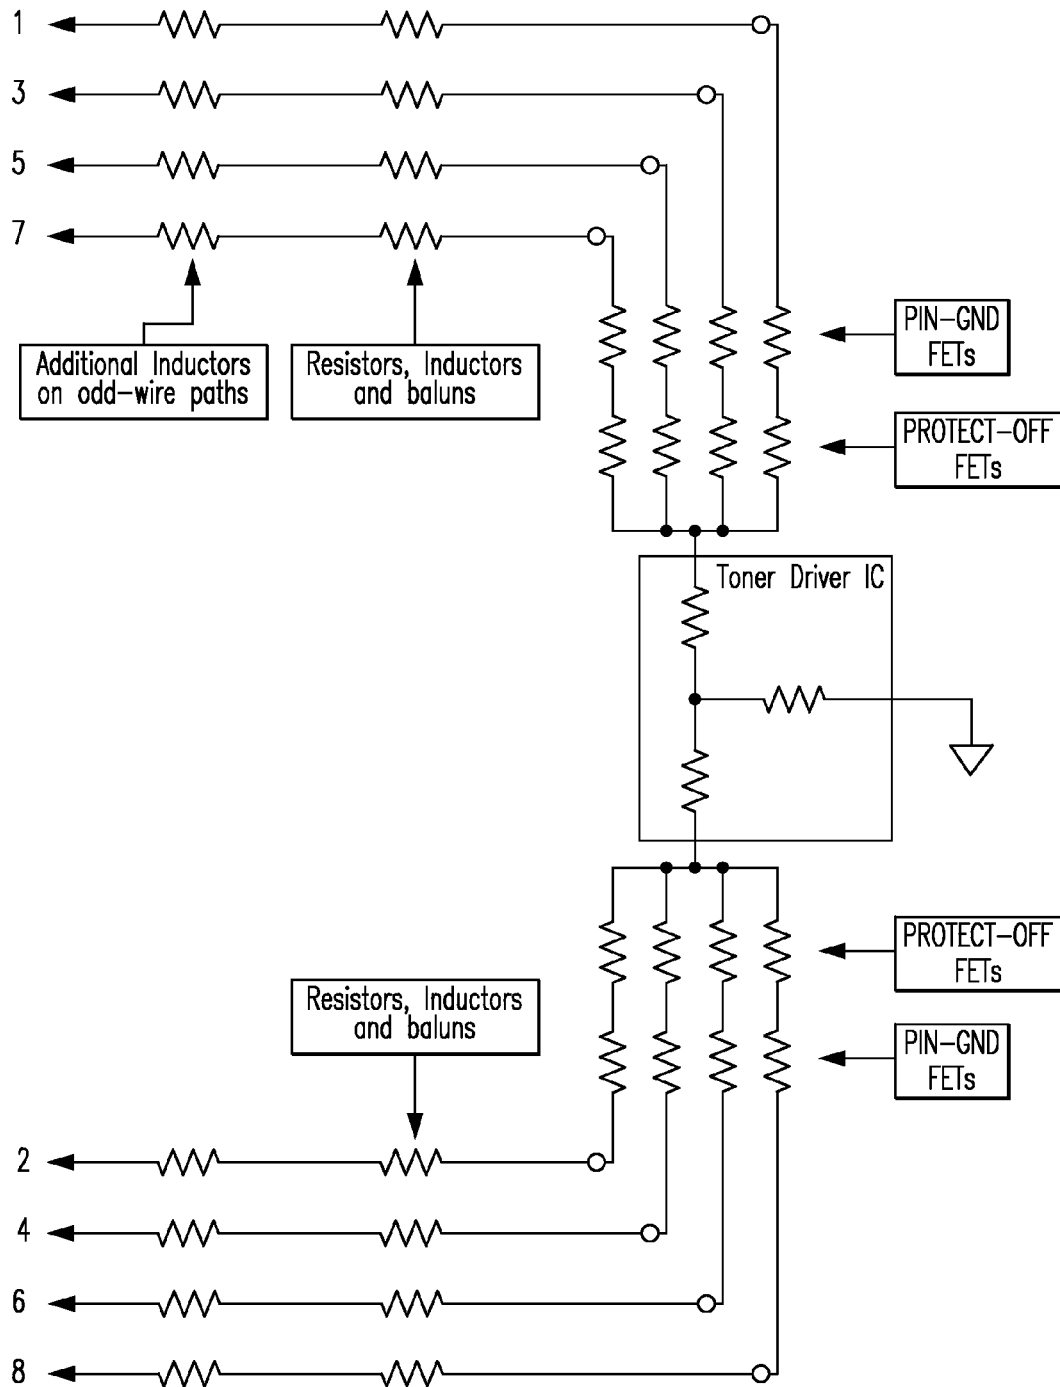 1
3
5
7
Additional Inductors
on odd-wire paths
Resistors, Inductors
and baluns
PIN-GND
FETs
PROTECT-OFF
FETs
Toner Driver IC
PROTECT-OFF
FETs
PIN-GND
FETs
Resistors, Inductors
and baluns
2
4
6
8